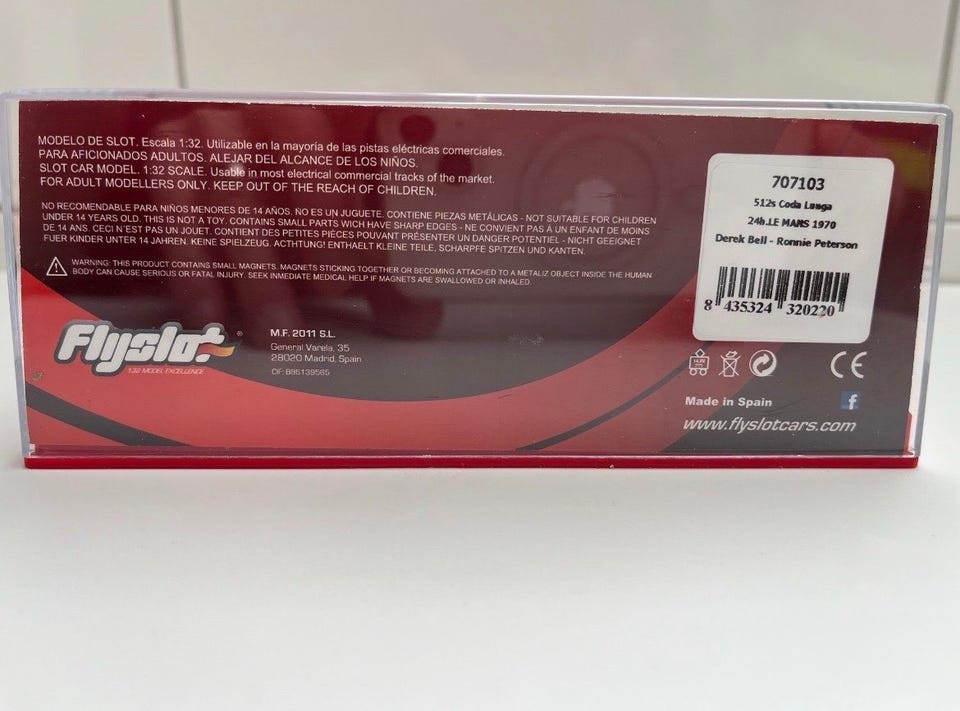 MODELO DE SLOT. Escala 1:32. Utilizable en la mayoría de las pistas eléctricas comerciales.
PARA AFICIONADOS ADULTOS. ALEJAR DEL ALCANCE DE LOS NIÑOS.
SLOT CAR MODEL. 1:32 SCALE. Usable in most electrical commercial tracks of the market.
FOR ADULT MODELLERS ONLY. KEEP OUT OF THE REACH OF CHILDREN.
NO RECOMENDABLE PARA NIÑOS MENORES DE 14 AÑOS. NO ES UN JUGUETE. CONTIENE PIEZAS METÁLICAS - NOT SUITABLE FOR CHILDREN
UNDER 14 YEARS OLD. THIS IS NOT A TOY. CONTAINS SMALL PARTS WICH HAVE SHARP EDGES - NE CONVIENT PAS À UN ENFANT DE MOINS
DE 14 ANS. CECI N'EST PAS UN JOUET. CONTIENT DES PETITES PIÈCES POUVANT PRÉSENTER UN DANGER POTENTIEL - NICHT GEEIGNET
FUER KINDER UNTER 14 JAHREN. KEINE SPIELZEUG. ACTHTUNG! ENTHAELT KLEINE TEILE, SCHARPFE SPITZEN UND KANTEN.
WARNING: THIS PRODUCT CONTAINS SMALL MAGNETS. MAGNETS STICKING TOGETHER OR BECOMING ATTACHED TO A METALIZ OBJECT INSIDE THE HUMAN
BODY CAN CAUSE SERIOUS OR FATAL INJURY. SEEK INMEDIATE MEDICAL HELP IF MAGNETS ARE SWALLOWED OR INHALED.
Flyslot ®
1:32 MODEL EXCELLENCE
M.F. 2011 S.L.
General Varela, 35
28020 Madrid, Spain
CIF: B86139565
707103
512s Coda Lunga
24h.LE MARS 1970
Derek Bell - Ronnie Peterson
8 435324 320220
CE
Made in Spain
f
www.flyslotcars.com